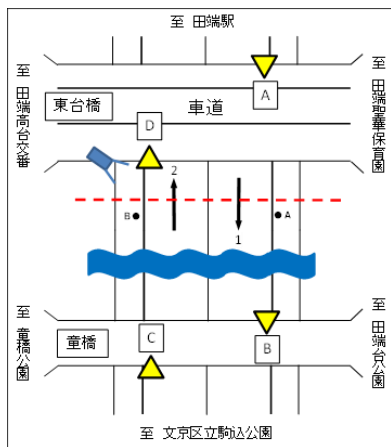 至 田端駅
至 田端高台交番
東台橋
車道
A
D
至 田端聖華保育園
2
B
A
1
至 童橋公園
童橋
C
B
至 田端台公園
至 文京区立駒込公園